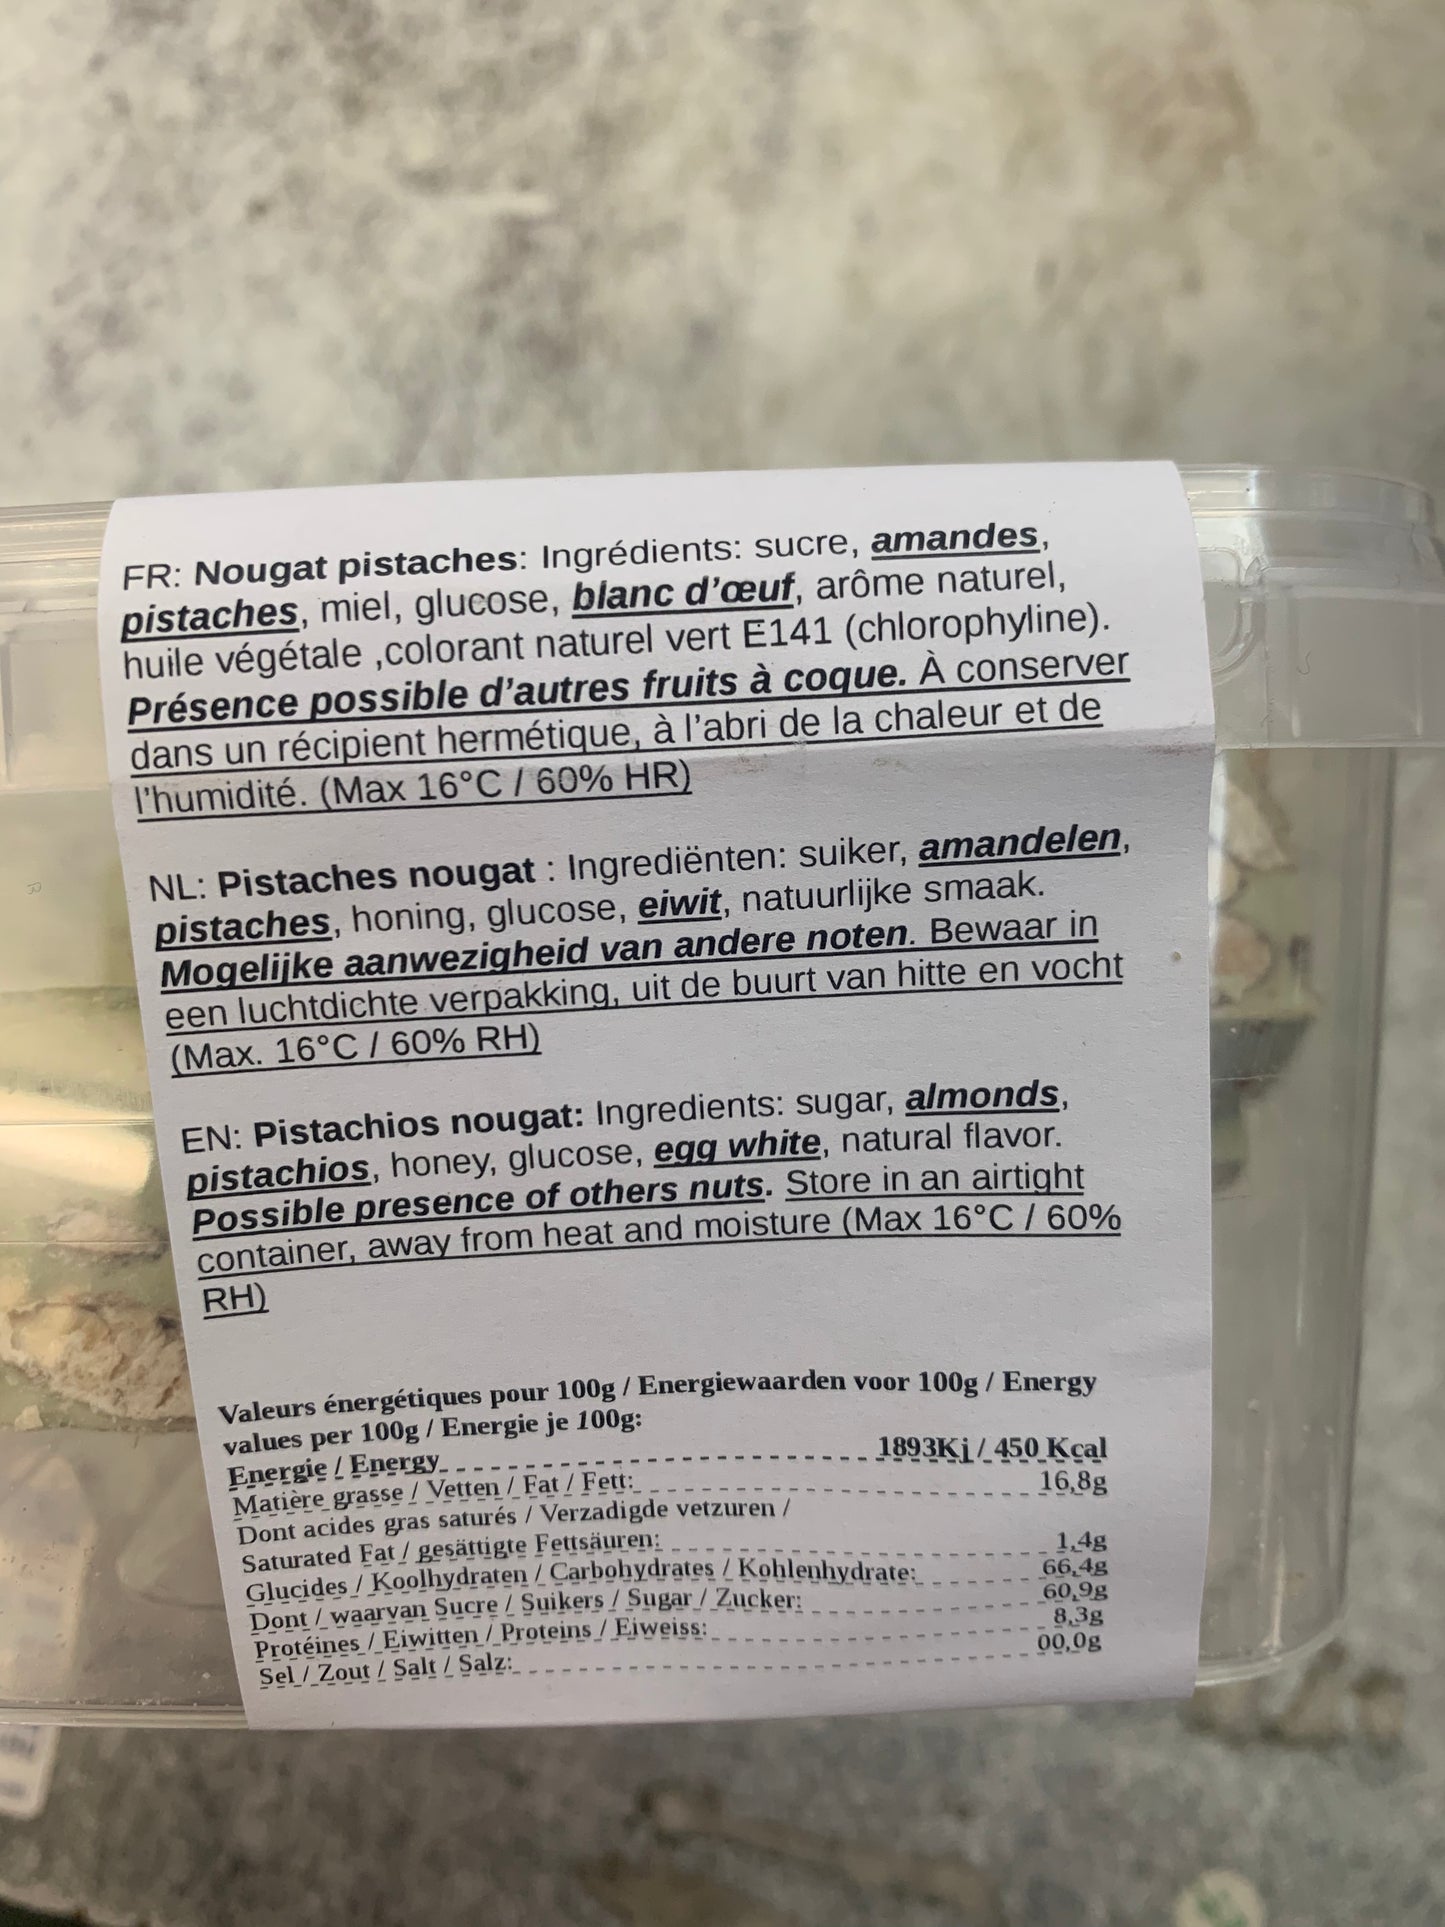 FR: Nougat pistaches: Ingrédients: sucre, amandes,
pistaches, miel, glucose, blanc d'œuf, arôme naturel,
huile végétale ,colorant naturel vert E141 (chlorophyline).
Présence possible d'autres fruits à coque. À conserver
dans un récipient hermétique, à l'abri de la chaleur et de
l'humidité. (Max 16°C / 60% HR)
NL: Pistaches nougat : Ingrediënten: suiker, amandelen,
pistaches, honing, glucose, eiwit, natuurlijke smaak.
Mogelijke aanwezigheid van andere noten. Bewaar in
een luchtdichte verpakking, uit de buurt van hitte en vocht
(Max. 16°C / 60% RH)
EN: Pistachios nougat: Ingredients: sugar, almonds,
pistachios, honey, glucose, egg white, natural flavor.
Possible presence of others nuts. Store in an airtight
container, away from heat and moisture (Max 16°C / 60%
RH)
Valeurs énergétiques pour 100g / Energiewaarden voor 100g / Energy
values per 100g / Energie je 100g:
Energie / Energy 1893Kj / 450 Kcal
Matière grasse / Vetten / Fat / Fett: 16,8g
Dont acides gras saturés / Verzadigde vetzuren /
Saturated Fat / gesättigte Fettsäuren: 1,4g
Glucides / Koolhydraten / Carbohydrates / Kohlenhydrate: 66,4g
Dont / waarvan Sucre / Suikers / Sugar / Zucker: 60,9g
Protéines / Eiwitten / Proteins / Eiweiss: 8,3g
Sel / Zout / Salt / Salz: 00,0g